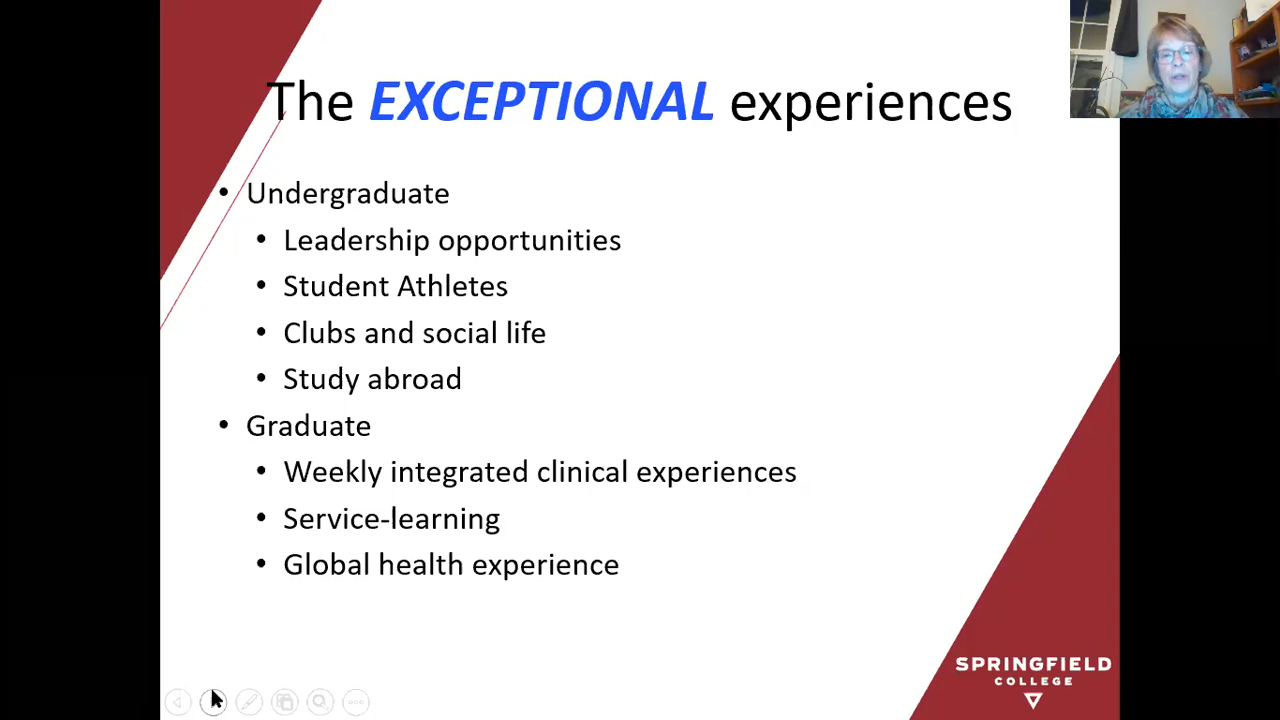 The EXCEPTIONAL experiences
• Undergraduate
• Leadership opportunities
• Student Athletes
• Clubs and social life
• Study abroad
• Graduate
• Weekly integrated clinical experiences
• Service-learning
• Global health experience
SPRINGFIELD
COLLEGE